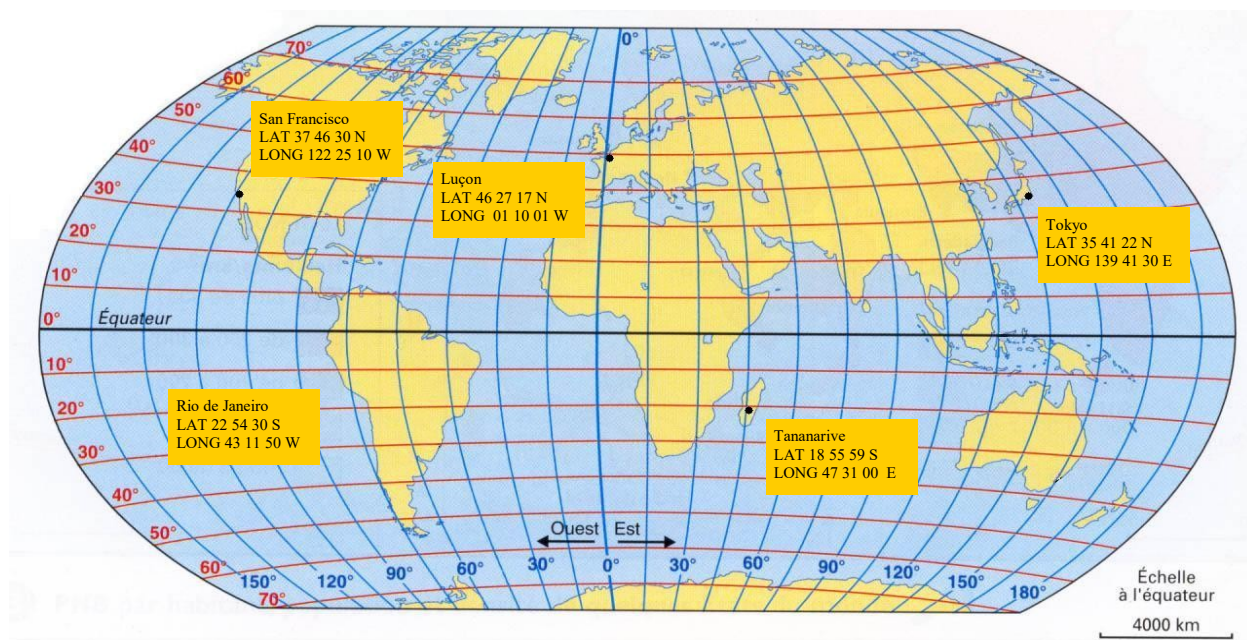 70°
0°
60°
50°
40°
30°
20°
10°
0°
Équateur
10°
20°
30°
40°
50°
60°
70°
San Francisco
LAT 37 46 30 N
LONG 122 25 10 W
Luçon
LAT 46 27 17 N
LONG 01 10 01 W
Tokyo
LAT 35 41 22 N
LONG 139 41 30 E
Rio de Janeiro
LAT 22 54 30 S
LONG 43 11 50 W
Tananarive
LAT 18 55 59 S
LONG 47 31 00 E
Ouest Est
150° 120° 90° 60° 30° 0° 30° 60° 90° 120° 150° 180°
Échelle
à l'équateur
4000 km